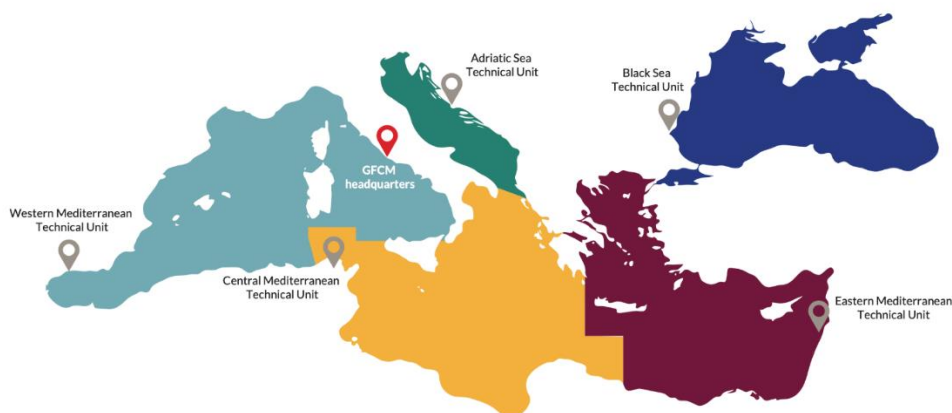 Adriatic Sea
Technical Unit
Black Sea
Technical Unit
GFCM
headquarters
Western Mediterranean
Technical Unit
Central Mediterranean
Technical Unit
Eastern Mediterranean
Technical Unit